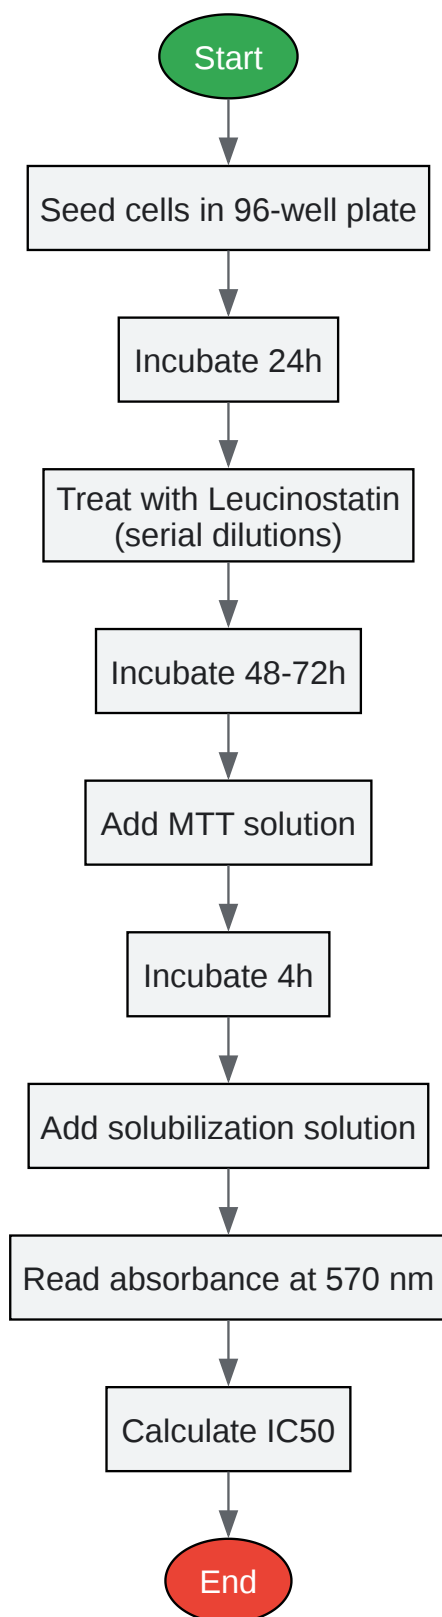 Start
Seed cells in 96-well plate
Incubate 24h
Treat with Leucinostatin
(serial dilutions)
Incubate 48-72h
Add MTT solution
Incubate 4h
Add solubilization solution
Read absorbance at 570 nm
Calculate IC50
End